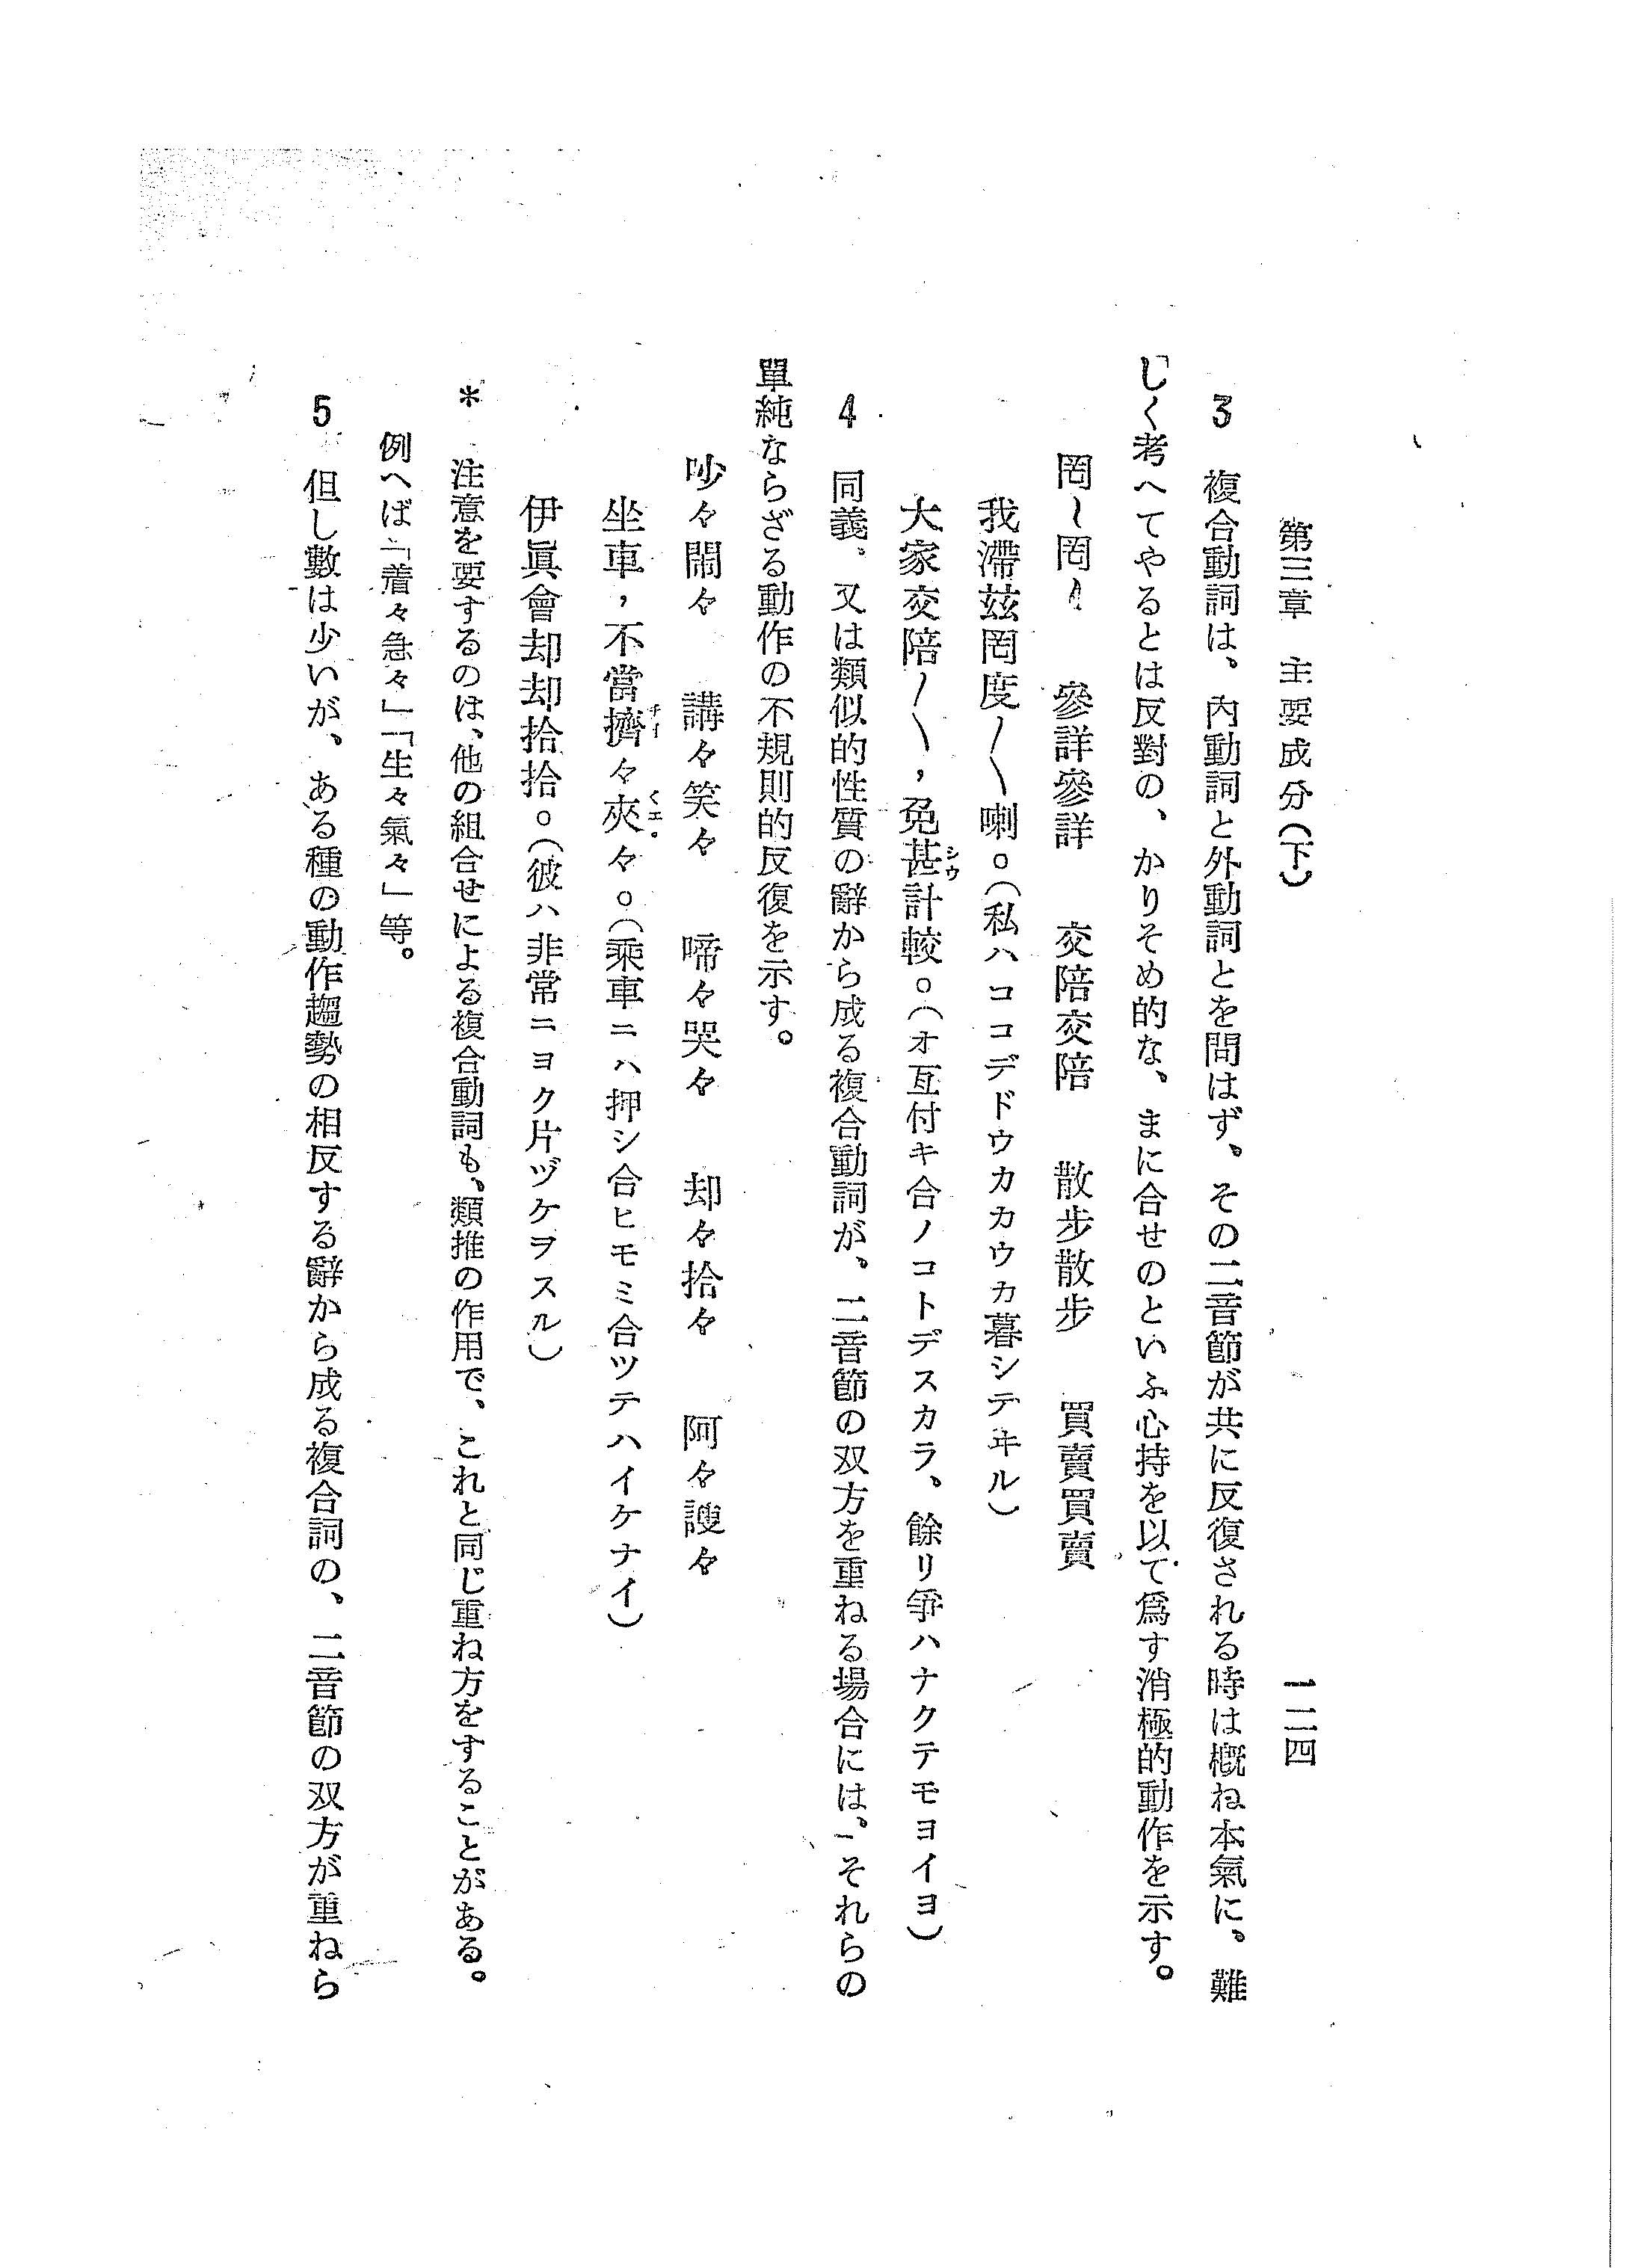 第三章　主要成分(下)
一二四
3　複合動詞は、內動詞と外動詞とを問はず、その二音節が共に反復される時は概ね本氣に、難
しく考へてやるとは反對の、かりそめ的な、まに合せのといふ心持を以て爲す消極的動作を示す。
參詳參詳　交陪交陪　散步散步　買賣買賣
我滯玆罔度〱喇。(私ハココデドウカカウカ暮シテヰル)
大家交陪〱，免甚シウ計較。(オ互付キ合ノコトデスカラ、餘リ爭ハナクテモヨイヨ)
4　同義、又は類似的性質の辭から成る複合動詞が、二音節の双方を重ねる場合には、それらの
單純ならざる動作の不規則的反復を示す。
吵々鬧々　講々笑々　啼々哭々　却々拾々　阿々謏々
坐車，不當擠々夾々。(乘車ニハ押シ合ヒモミ合ツテハイケナイ)
伊眞會却却拾拾。(彼ハ非常ニヨク片ヅケヲスル)
＊　注意を要するのは、他の組合せによる複合動詞も、類推の作用で、これと同じ重ね方をすることがある。
例へば「着々急々」「生々氣々」等。
5　但し數は少いが、ある種の動作趨勢の相反する辭から成る複合詞の、二音節の双方が重ねら